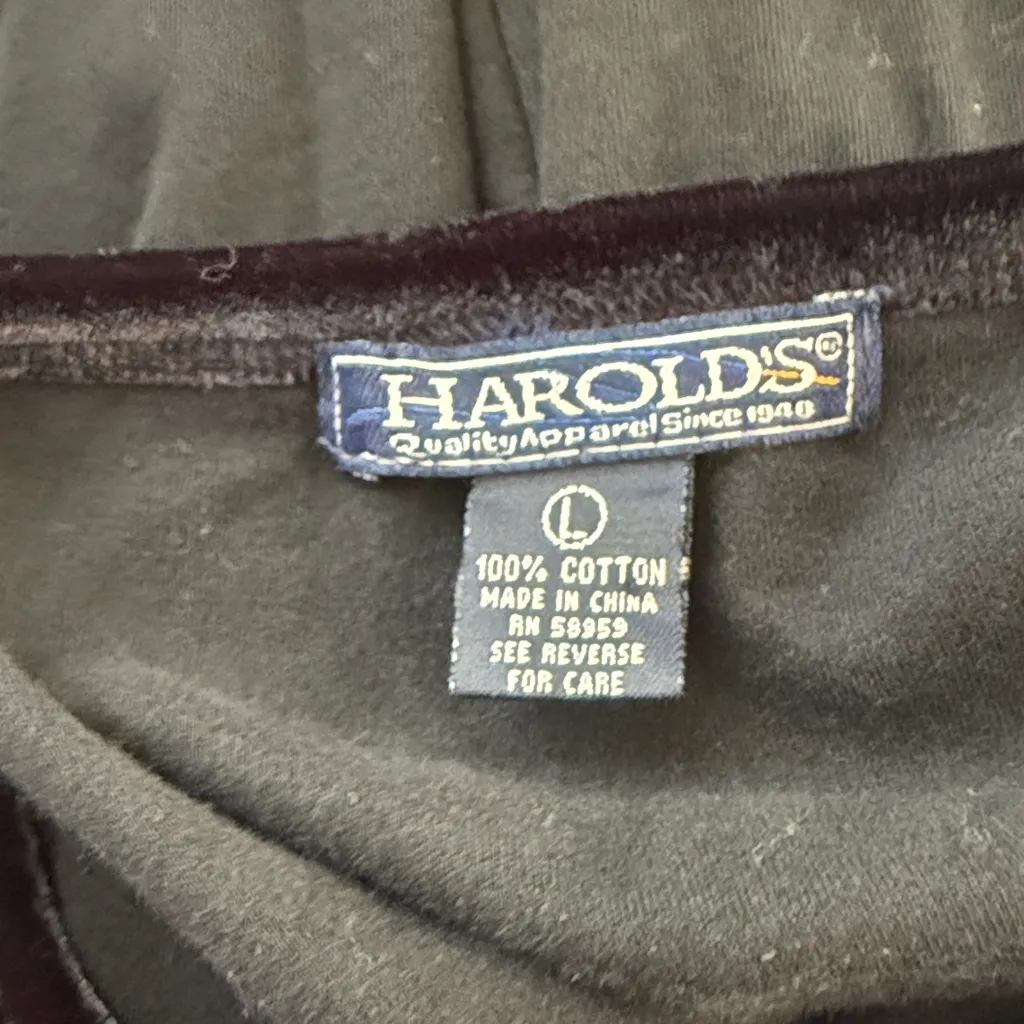 HAROLD'S®
Quality Apparel Since 1948
L
100% COTTON
MADE IN CHINA
RN 58959
SEE REVERSE
FOR CARE